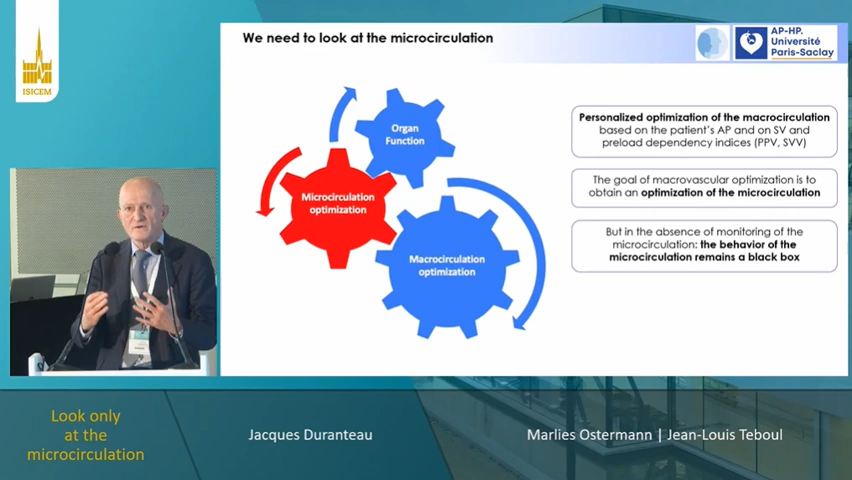 ISICEM
We need to look at the microcirculation
AP-HP.
Université
Paris-Saclay
Organ
Function
Microcirculation
optimization
Macrocirculation
optimization
Personalized optimization of the macrocirculation
based on the patient's AP and on SV and
preload dependency indices (PPV, SVV)
The goal of macrovascular optimization is to
obtain an optimization of the microcirculation
But in the absence of monitoring of the
microcirculation: the behavior of the
microcirculation remains a black box
Look only
at the
microcirculation
Jacques Duranteau
Marlies Ostermann | Jean-Louis Teboul